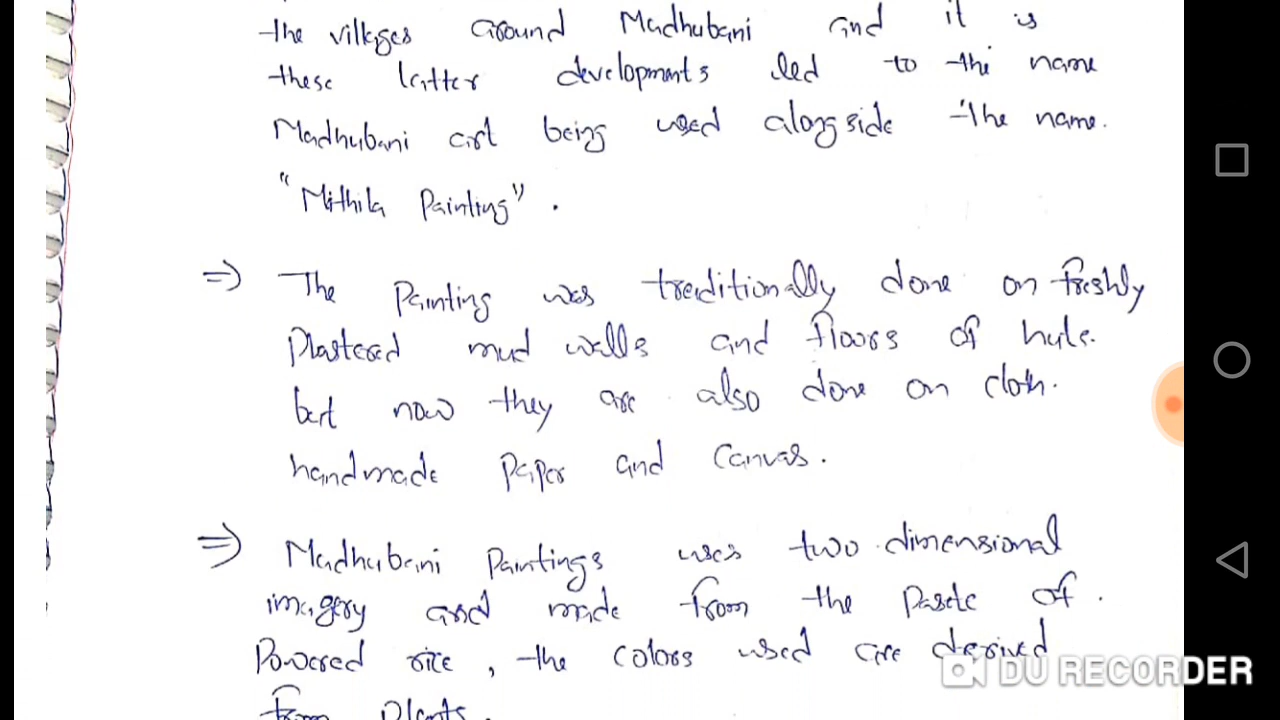 the villages around Madhubani and it is
these latter developments led to the name
Madhubani art being used alongside the name.
"Mithila Painting".
⇒ The Painting was traditionally done on freshly
Plastered mud walls and floors of huts.
but now they are also done on cloth.
handmade Paper and Canvas.
⇒ Madhubani Paintings uses two dimensional
imagery and made from the Paste of.
Powered rice, the colors used are derived
from plants.
DU RECORDER